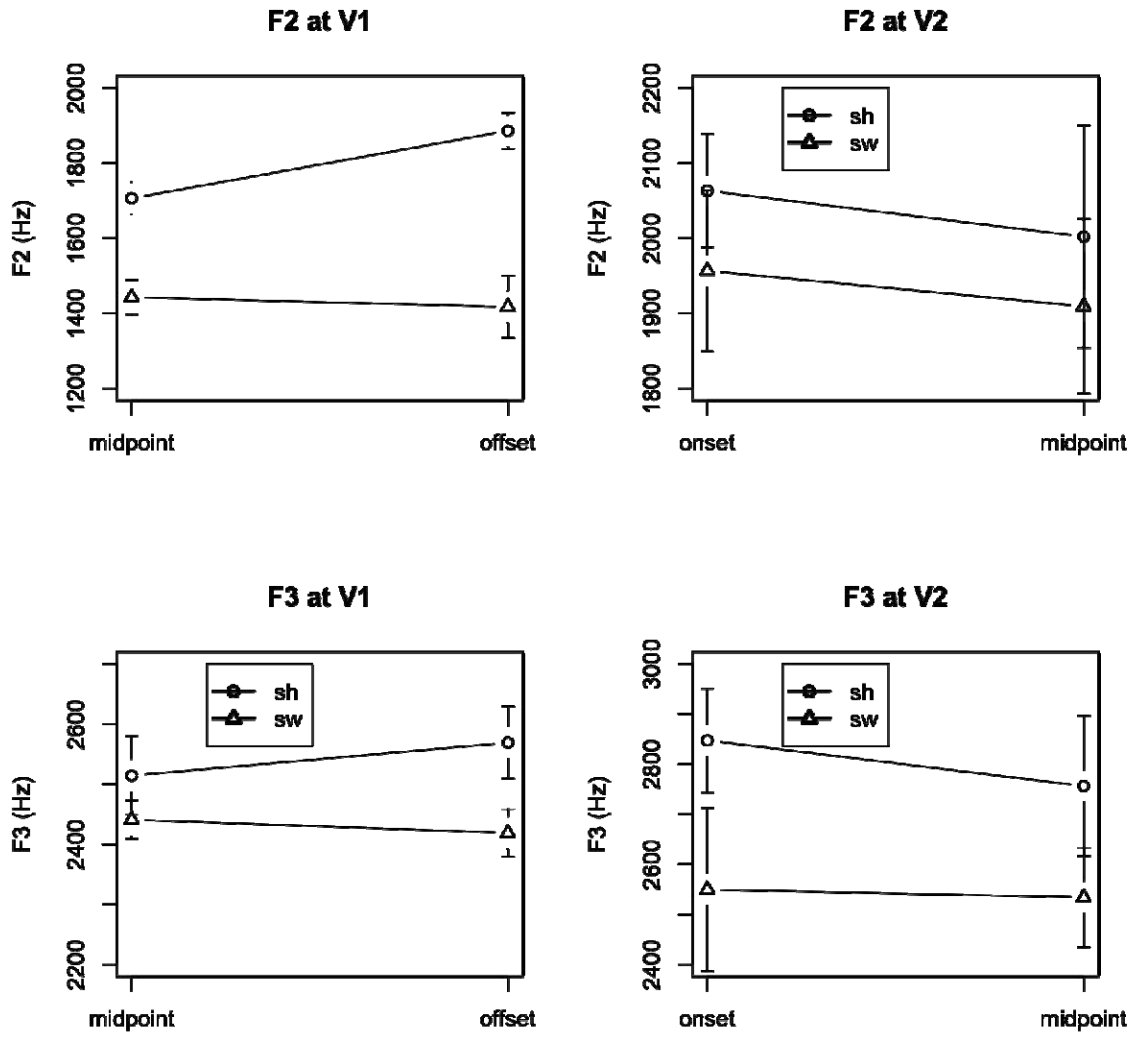 F2 at V1
F2 (Hz)
2000
1800
1600
1400
1200
midpoint
offset
F2 at V2
F2 (Hz)
2200
2100
2000
1900
1800
sh
sw
onset
midpoint
F3 at V1
F3 (Hz)
2600
2400
2200
sh
sw
midpoint
offset
F3 at V2
F3 (Hz)
3000
2800
2600
2400
sh
sw
onset
midpoint